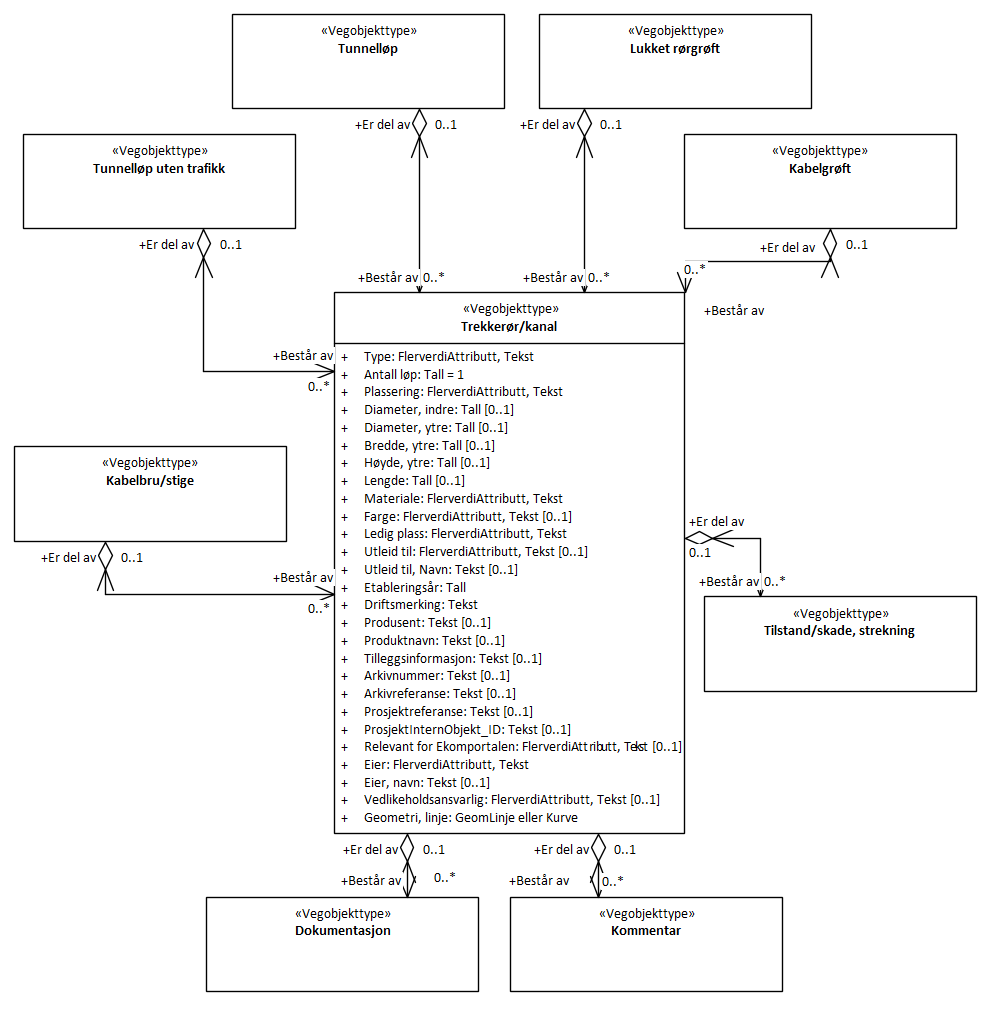 «Vegobjekttype»
Tunnelløp
«Vegobjekttype»
Lukket rørgrøft
+Er del av
0..1
+Er del av
0..1
«Vegobjekttype»
Tunnelløp uten trafikk
«Vegobjekttype»
Kabelgrøft
+Er del av
0..1
+Er del av
0..1
+Består av
0..*
+Består av
0..*
0..*
+Består av
«Vegobjekttype»
Trekkerør/kanal
+ Type: FlerverdiAttributt, Tekst
+ Antall løp: Tall = 1
+ Plassering: FlerverdiAttributt, Tekst
+ Diameter, indre: Tall [0..1]
+ Diameter, ytre: Tall [0..1]
+ Bredde, ytre: Tall [0..1]
+ Høyde, ytre: Tall [0..1]
+ Lengde: Tall [0..1]
+ Materiale: FlerverdiAttributt, Tekst
+ Farge: FlerverdiAttributt, Tekst [0..1]
+ Ledig plass: FlerverdiAttributt, Tekst
+ Utleid til: FlerverdiAttributt, Tekst [0..1]
+ Utleid til, Navn: Tekst [0..1]
+ Etableringsår: Tall
+ Driftsmerking: Tekst
+ Produsent: Tekst [0..1]
+ Produktnavn: Tekst [0..1]
+ Tilleggsinformasjon: Tekst [0..1]
+ Arkivnummer: Tekst [0..1]
+ Arkivreferanse: Tekst [0..1]
+ Prosjektreferanse: Tekst [0..1]
+ ProsjektInternObjekt_ID: Tekst [0..1]
+ Relevant for Ekomportalen: FlerverdiAttributt, Tekst [0..1]
+ Eier: FlerverdiAttributt, Tekst
+ Eier, navn: Tekst [0..1]
+ Vedlikeholdsansvarlig: FlerverdiAttributt, Tekst [0..1]
+ Geometri, linje: GeomLinje eller Kurve
+Består av
0..*
«Vegobjekttype»
Kabelbru/stige
+Er del av
0..1
+Består av
0..*
+Er del av
0..1
+Består av
0..*
«Vegobjekttype»
Tilstand/skade, strekning
+Er del av
0..1
+Består av
0..*
+Er del av
0..1
+Består av
0..*
«Vegobjekttype»
Dokumentasjon
«Vegobjekttype»
Kommentar